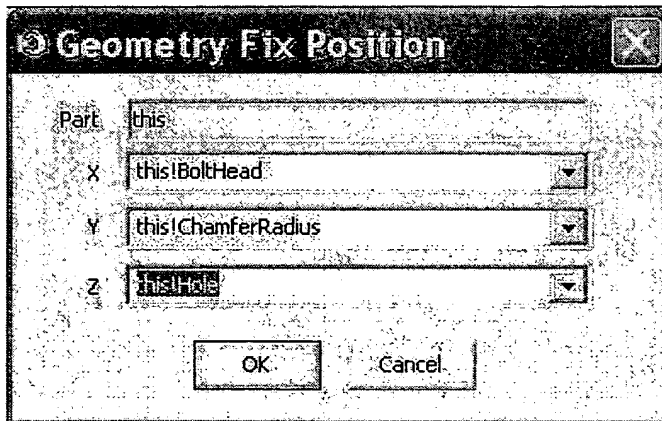 Geometry Fix Position
Part this
X this!BoltHead
Y this!ChamferRadius
Z this!Hole
OK Cancel